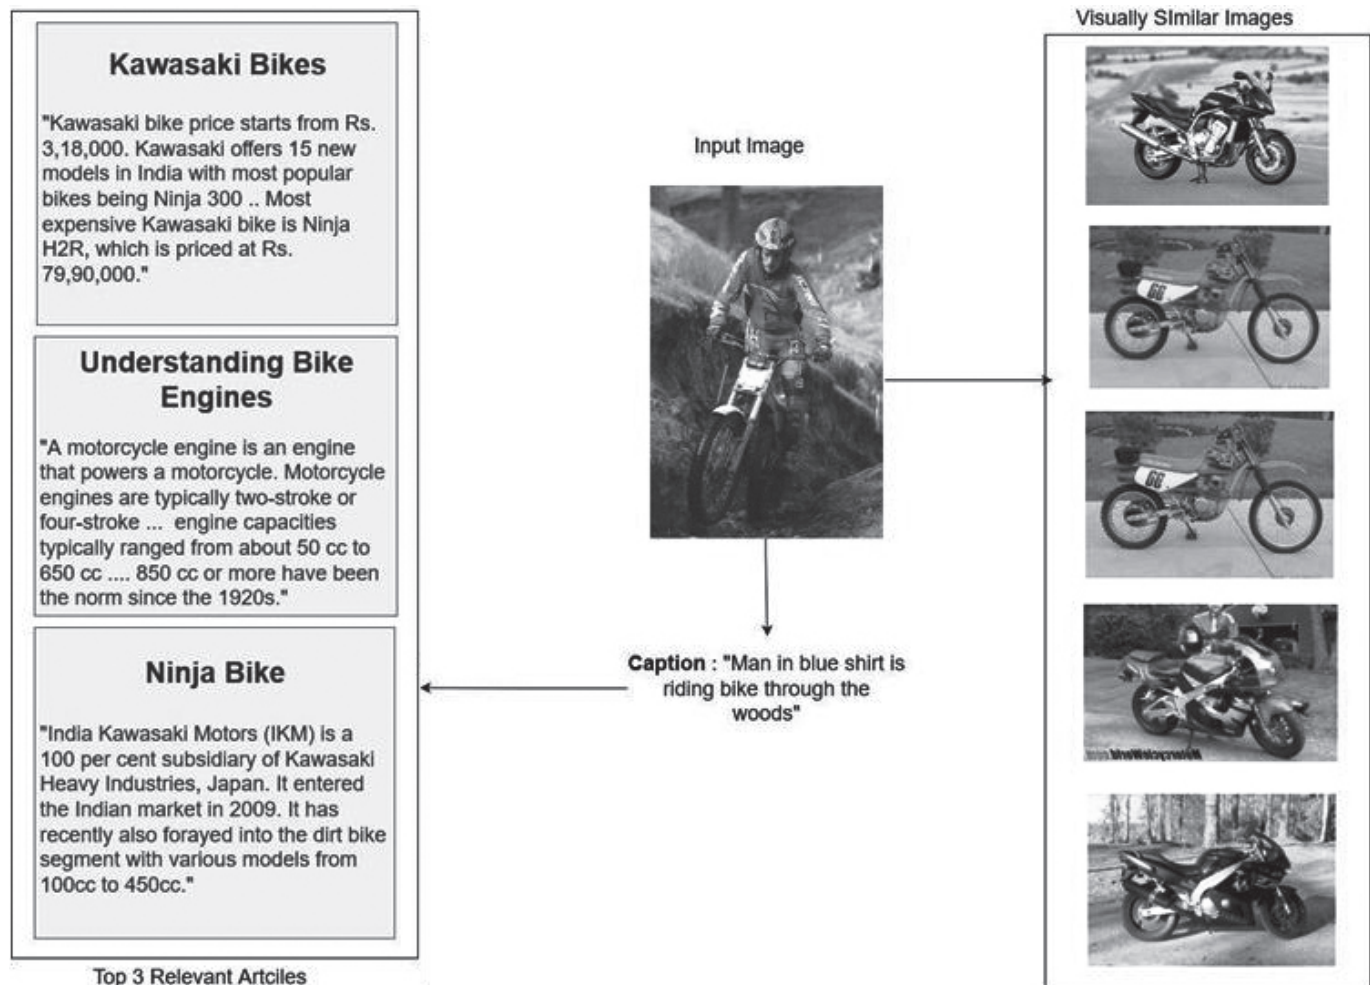 Kawasaki Bikes
"Kawasaki bike price starts from Rs.
3,18,000. Kawasaki offers 15 new
models in India with most popular
bikes being Ninja 300 .. Most
expensive Kawasaki bike is Ninja
H2R, which is priced at Rs.
79,90,000."
Understanding Bike
Engines
"A motorcycle engine is an engine
that powers a motorcycle. Motorcycle
engines are typically two-stroke or
four-stroke ... engine capacities
typically ranged from about 50 cc to
650 cc .... 850 cc or more have been
the norm since the 1920s."
Ninja Bike
"India Kawasaki Motors (IKM) is a
100 per cent subsidiary of Kawasaki
Heavy Industries, Japan. It entered
the Indian market in 2009. It has
recently also forayed into the dirt bike
segment with various models from
100cc to 450cc."
Top 3 Relevant Artciles
Input Image
Caption : "Man in blue shirt is
riding bike through the
woods"
Visually SImilar Images
66
66
MotorcycleWorld